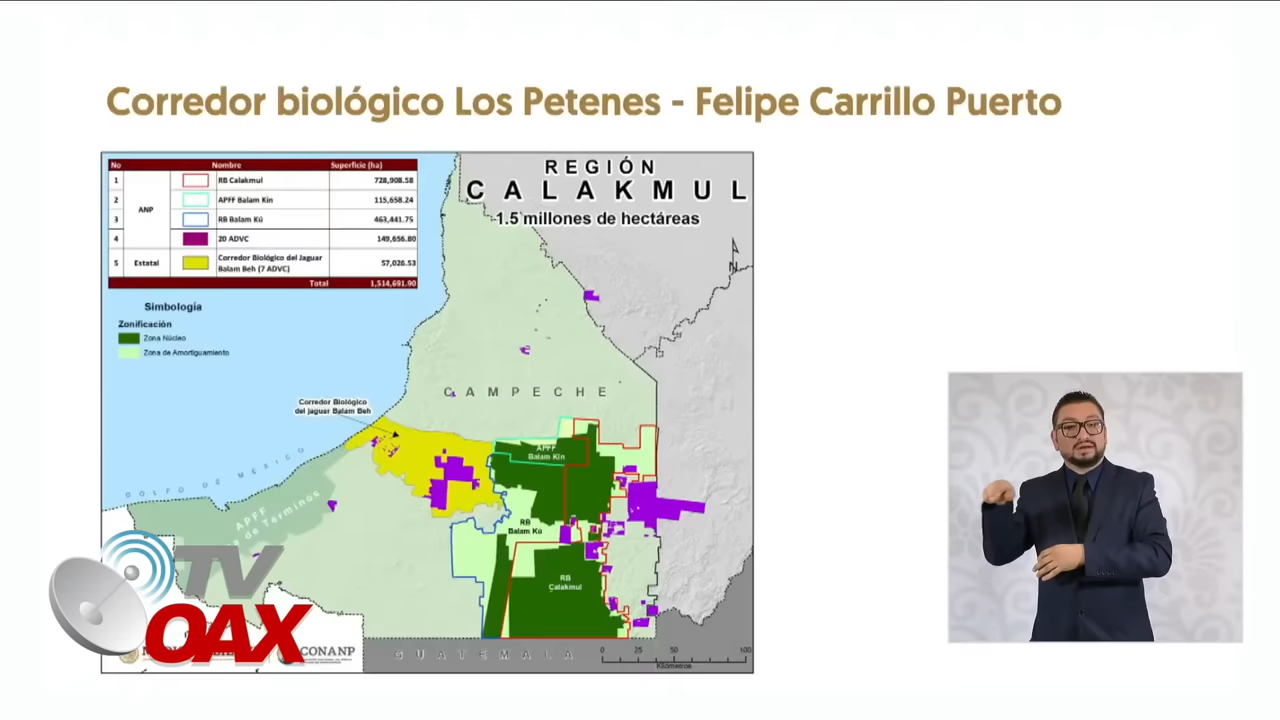 Corredor biológico Los Petenes - Felipe Carrillo Puerto
No Nombre Superficie (ha)
1 RB Calakmul 728,908.58
2 APFF Balam Kin 115,658.24
ANP
3 RB Balam Kú 463,441.75
4 20 ADVC 149,656.80
5 Estatal Corredor Biológico del Jaguar
Balam Beh (7 ADVC) 57,026.53
Total 1,514,691.90
REGIÓN
CALAKMUL
1.5 millones de hectáreas
N
Simbología
Zonificación
Zona Núcleo
Zona de Amortiguamiento
CAMPECHE
Corredor Biológico
del Jaguar Balam Beh
APFF
Balam Kin
GOLFO DE MÉXICO
APFF
de Términos
RB
Balam Kú
RB
Calakmul
TV
OAX
CONANP
GUATEMALA
0 25 50 100
Kilómetros